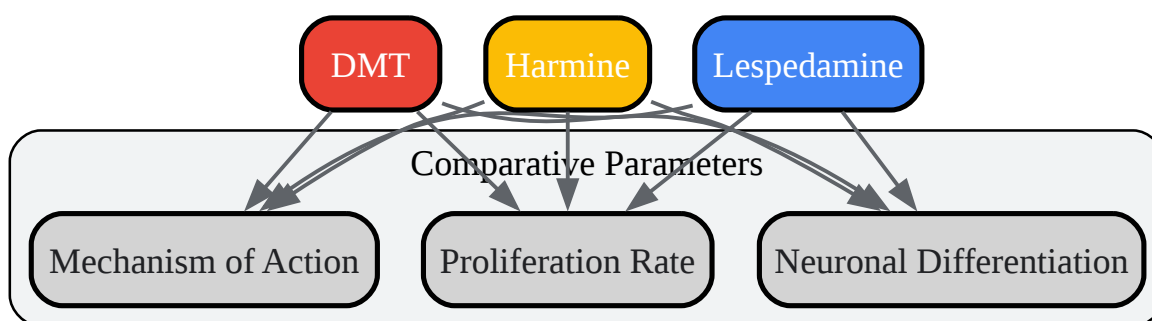 DMT
Harmine
Lespedamine
Comparative Parameters
Mechanism of Action
Proliferation Rate
Neuronal Differentiation